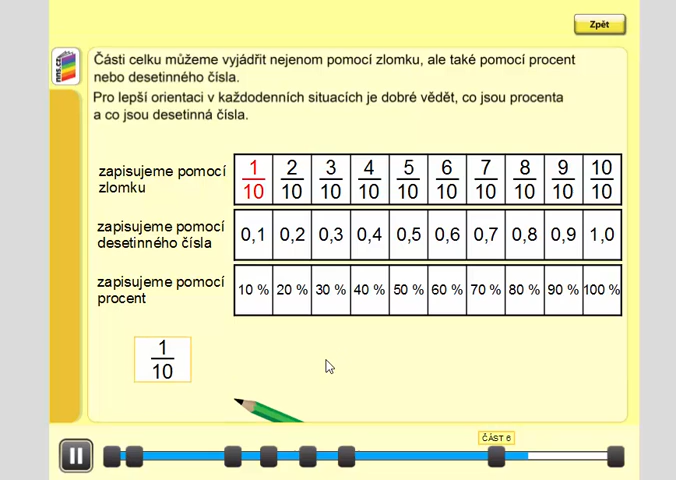 Zpět
nns.cz
Části celku můžeme vyjádřit nejenom pomocí zlomku, ale také pomocí procent
nebo desetinného čísla.
Pro lepší orientaci v každodenních situacích je dobré vědět, co jsou procenta
a co jsou desetinná čísla.
zapisujeme pomocí zlomku 1/10 2/10 3/10 4/10 5/10 6/10 7/10 8/10 9/10 10/10
zapisujeme pomocí desetinného čísla 0,1 0,2 0,3 0,4 0,5 0,6 0,7 0,8 0,9 1,0
zapisujeme pomocí procent 10 % 20 % 30 % 40 % 50 % 60 % 70 % 80 % 90 % 100 %
1/10
ČÁST 6